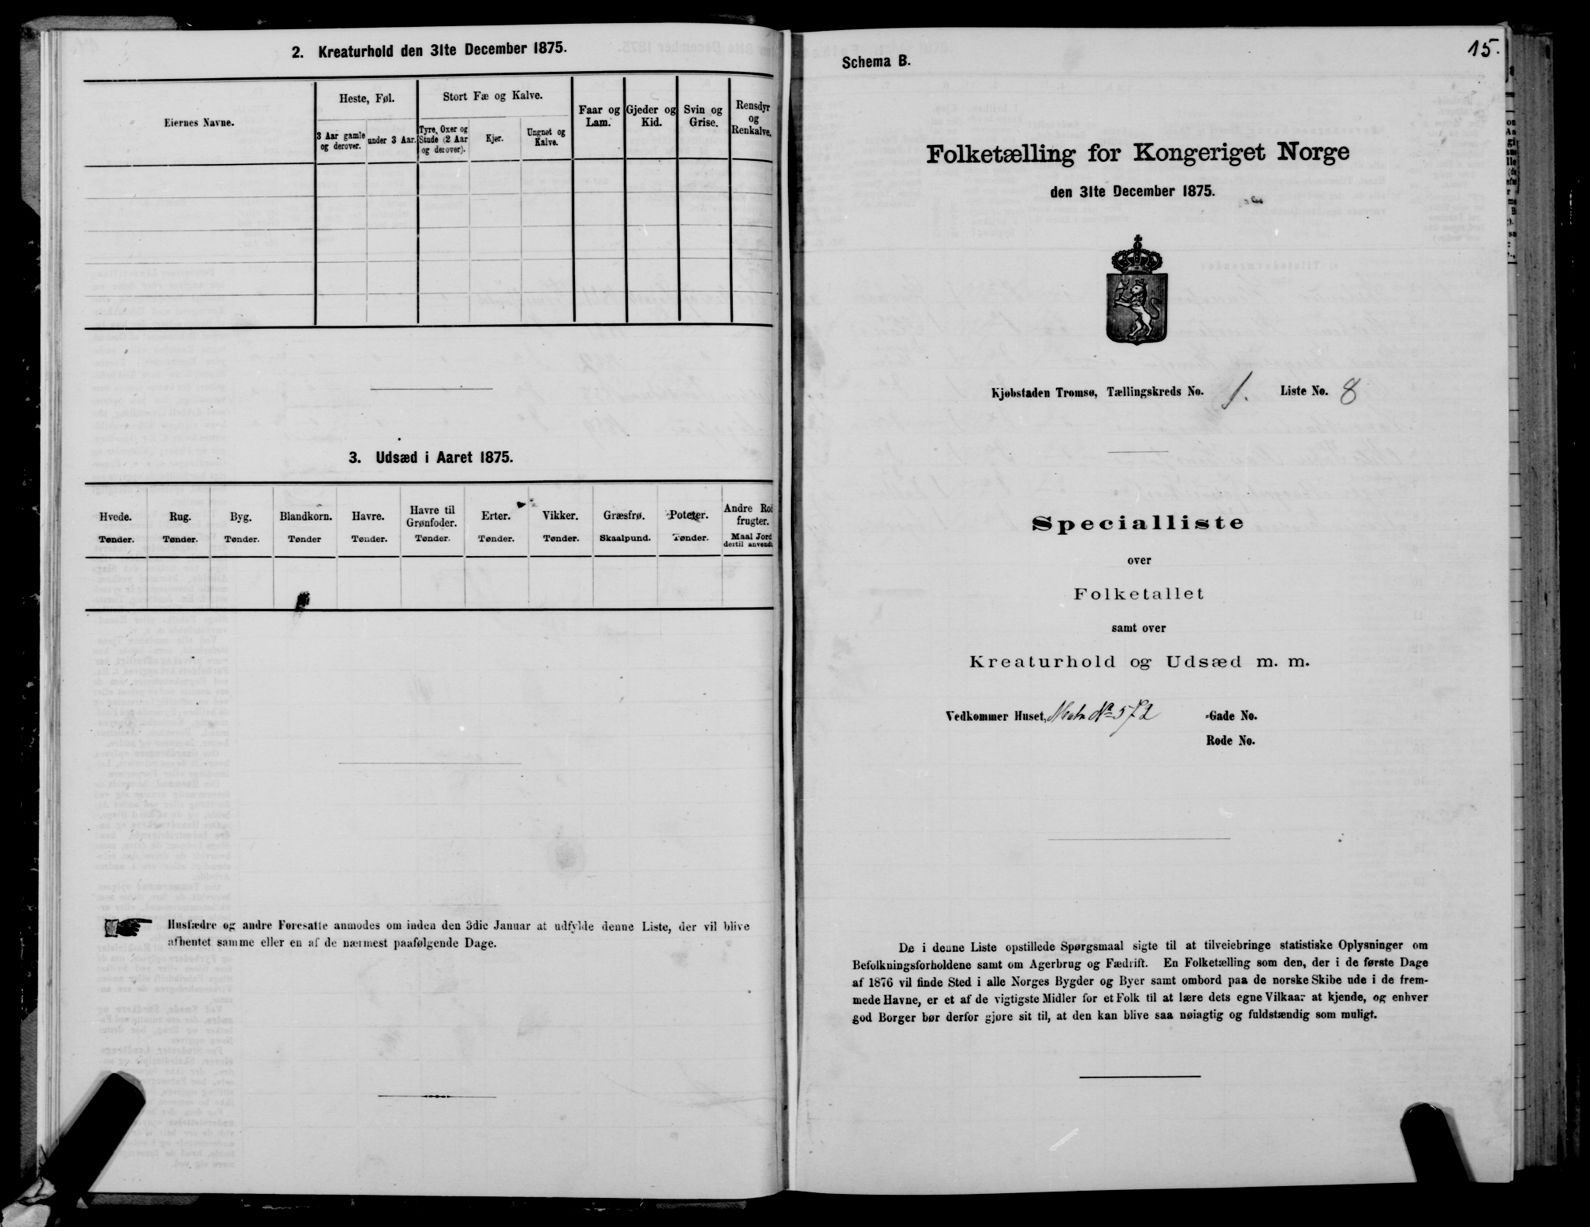 2. Kreaturhold den 31te December 1875.
Eiernes Navne.
Heste, Føl.
Stort Fæ og Kalve.
Faar og Lam.
Gjeder og Kid.
Svin og Grise.
Rensdyr og Renkalve.
3 Aar gamle og derover.
under 3 Aar.
Tyre, Oxer og Stude (2 Aar og derover).
Kjer.
Ungnøt og Kalve.
3. Udsæd i Aaret 1875.
Hvede. Rug. Byg. Blandkorn. Havre. Havre til Grønfoder. Erter. Vikker. Græsfrø. Poteter. Andre Rodfrugter.
Tønder. Tønder. Tønder. Tønder Tønder. Tønder. Tønder. Tønder. Skaalpund. Tønder. Maal Jord dertil anvendt
Husfædre og andre Foresatte anmodes om inden den 3die Januar at udfylde denne Liste, der vil blive
afhentet samme eller en af de nærmest paafølgende Dage.
15.
Schema B.
Folketælling for Kongeriget Norge
den 31te December 1875.
Kjøbstaden Tromsø, Tællingskreds No. 1. Liste No. 8
Specialliste
over
Folketallet
samt over
Kreaturhold og Udsæd m. m.
Vedkommer Huset, Matr No 572 -Gade No.
Rode No.
De i denne Liste opstillede Spørgsmaal sigte til at tilveiebringe statistiske Oplysninger om
Befolkningsforholdene samt om Agerbrug og Fædrift. En Folketælling som den, der i de første Dage
af 1876 vil finde Sted i alle Norges Bygder og Byer samt ombord paa de norske Skibe ude i de frem-
mede Havne, er et af de vigtigste Midler for et Folk til at lære dets egne Vilkaar at kjende, og enhver
god Borger bør derfor gjøre sit til, at den kan blive saa nøiagtig og fuldstændig som muligt.